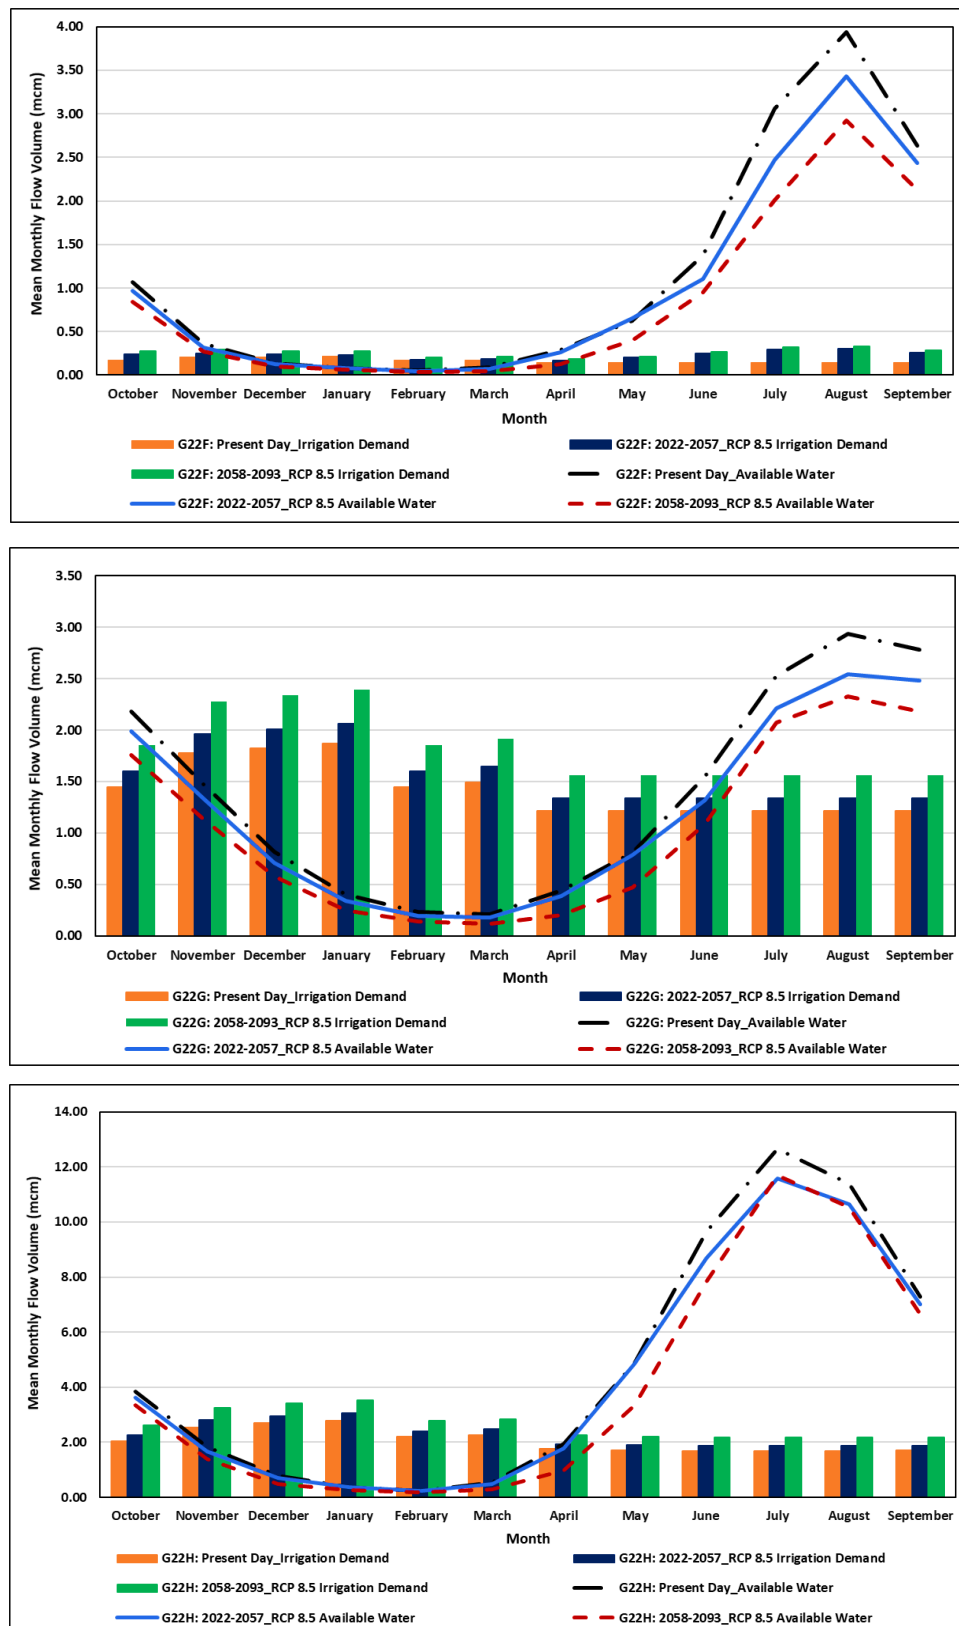 4.00
3.50
3.00
2.50
2.00
1.50
1.00
0.50
0.00
Mean Monthly Flow Volume (mcm)
October November December January February March April May June July August September
Month
G22F: Present Day_Irrigation Demand
G22F: 2022-2057_RCP 8.5 Irrigation Demand
G22F: 2058-2093_RCP 8.5 Irrigation Demand
G22F: Present Day_Available Water
G22F: 2022-2057_RCP 8.5 Available Water
G22F: 2058-2093_RCP 8.5 Available Water
3.50
3.00
2.50
2.00
1.50
1.00
0.50
0.00
Mean Monthly Flow Volume (mcm)
October November December January February March April May June July August September
Month
G22G: Present Day_Irrigation Demand
G22G: 2022-2057_RCP 8.5 Irrigation Demand
G22G: 2058-2093_RCP 8.5 Irrigation Demand
G22G: Present Day_Available Water
G22G: 2022-2057_RCP 8.5 Available Water
G22G: 2058-2093_RCP 8.5 Available Water
14.00
12.00
10.00
8.00
6.00
4.00
2.00
0.00
Mean Monthly Flow Volume (mcm)
October November December January February March April May June July August September
Month
G22H: Present Day_Irrigation Demand
G22H: 2022-2057_RCP 8.5 Irrigation Demand
G22H: 2058-2093_RCP 8.5 Irrigation Demand
G22H: Present Day_Available Water
G22H: 2022-2057_RCP 8.5 Available Water
G22H: 2058-2093_RCP 8.5 Available Water